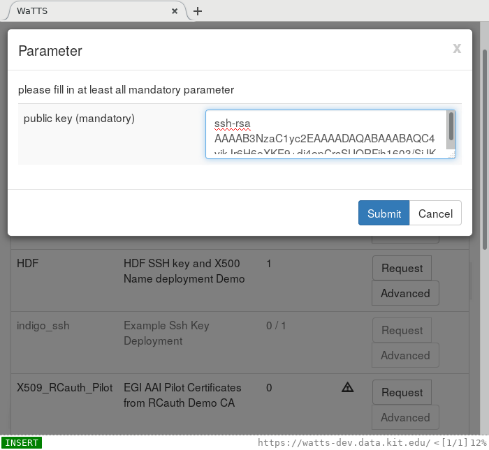 WaTTS
Parameter
x
please fill in at least all mandatory parameter
public key (mandatory)
ssh-rsa
AAAAB3NzaC1yc2EAAAADAQABAAABAQC4
Submit Cancel
HDF HDF SSH key and X500 1 Request
Name deployment Demo
Advanced
indigo_ssh Example Ssh Key 0 / 1 Request
Deployment
Advanced
X509_RCauth_Pilot EGI AAI Pilot Certificates 0 Request
from RCauth Demo CA
Advanced
INSERT https://watts-dev.data.kit.edu/ <[1/1]12%